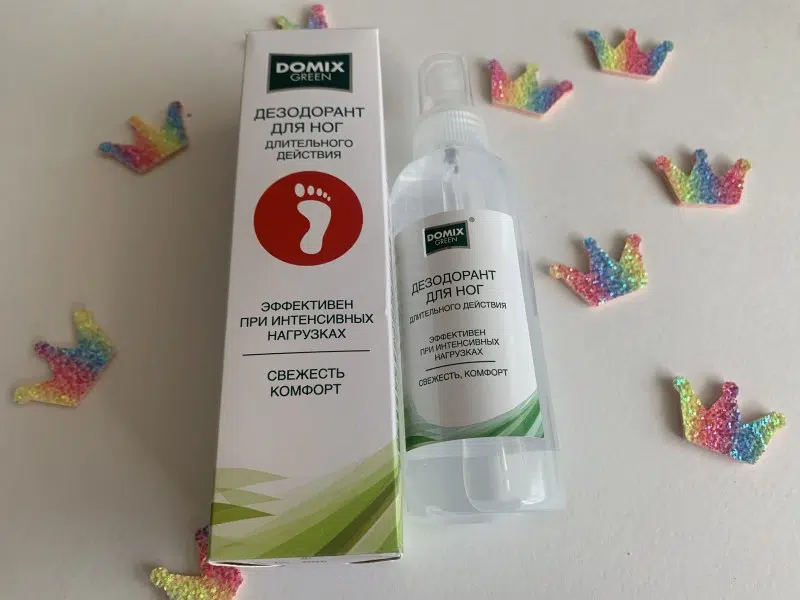 DOMIX
GREEN
ДЕЗОДОРАНТ
ДЛЯ НОГ
ДЛИТЕЛЬНОГО
ДЕЙСТВИЯ
ЭФФЕКТИВЕН
ПРИ ИНТЕНСИВНЫХ
НАГРУЗКАХ
СВЕЖЕСТЬ
КОМФОРТ
DOMIX ®
GREEN
ДЕЗОДОРАНТ
ДЛЯ НОГ
ДЛИТЕЛЬНОГО ДЕЙСТВИЯ
ЭФФЕКТИВЕН
ПРИ ИНТЕНСИВНЫХ
НАГРУЗКАХ
СВЕЖЕСТЬ, КОМФОРТ